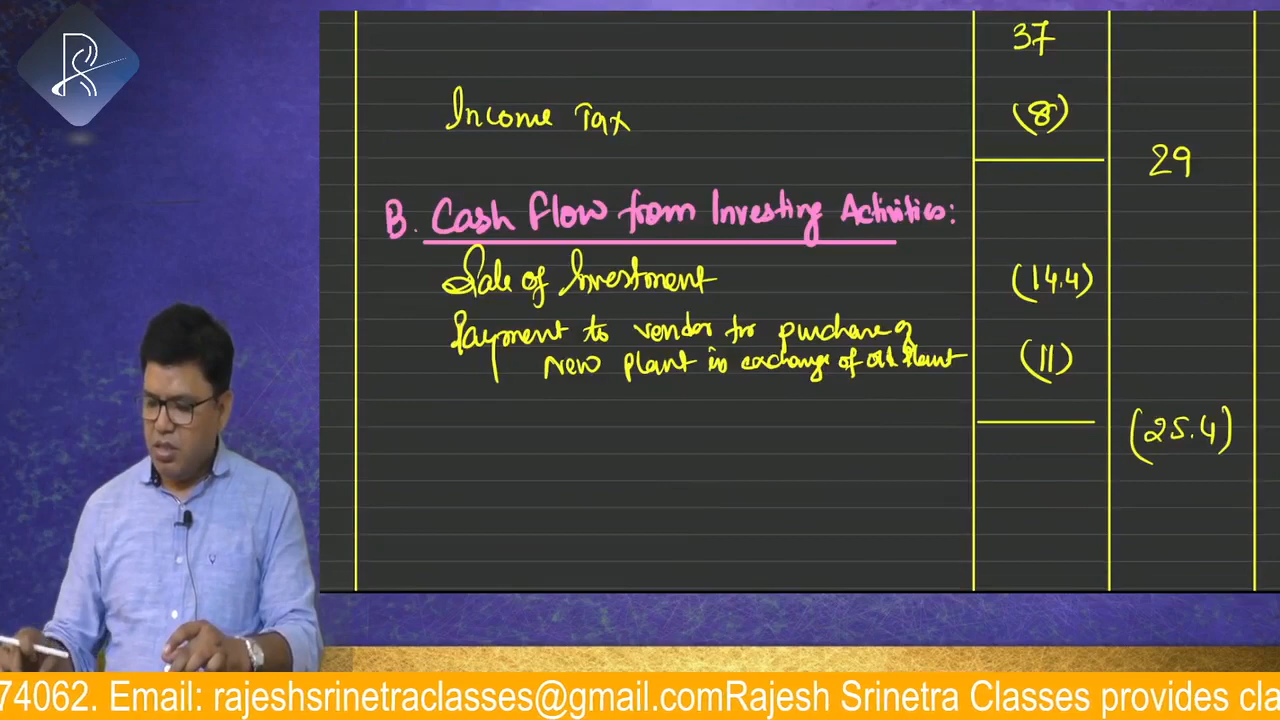 37
Income Tax (8)
29
B. Cash Flow from Investing Activities:
Sale of Investment (14.4)
Payment to vendor for purchase of
New plant in exchange of old Plant (11)
(25.4)
74062. Email: rajeshsrinetraclasses@gmail.comRajesh Srinetra Classes provides cla